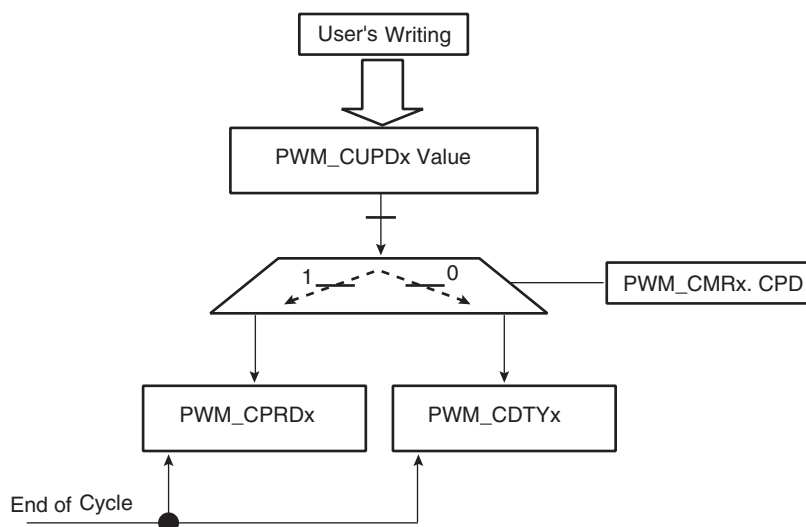 User's Writing
PWM_CUPDx Value
1
0
PWM_CMRx. CPD
PWM_CPRDx
PWM_CDTYx
End of Cycle